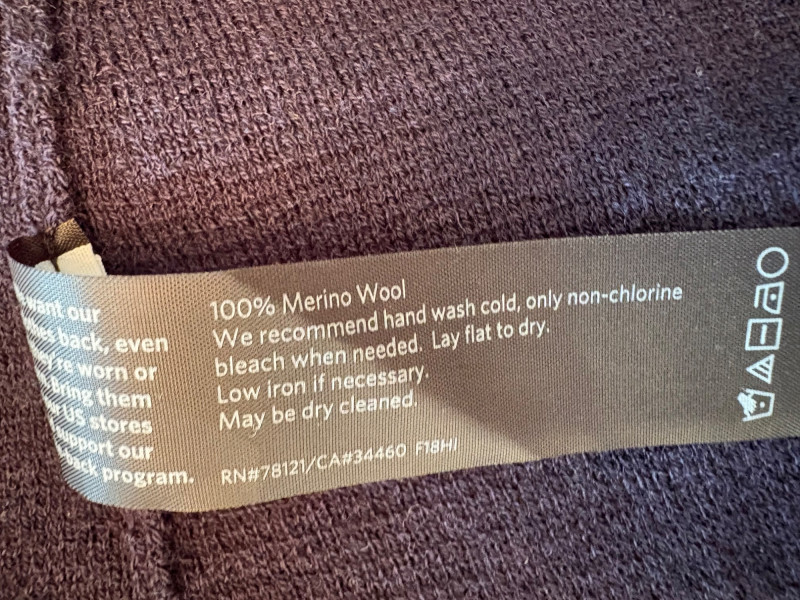 want our
back, even
worn or
Bring them
US stores
support our
back program.
100% Merino Wool
We recommend hand wash cold, only non-chlorine
bleach when needed. Lay flat to dry.
Low iron if necessary.
May be dry cleaned.
RN#78121/CA#34460 F18HI